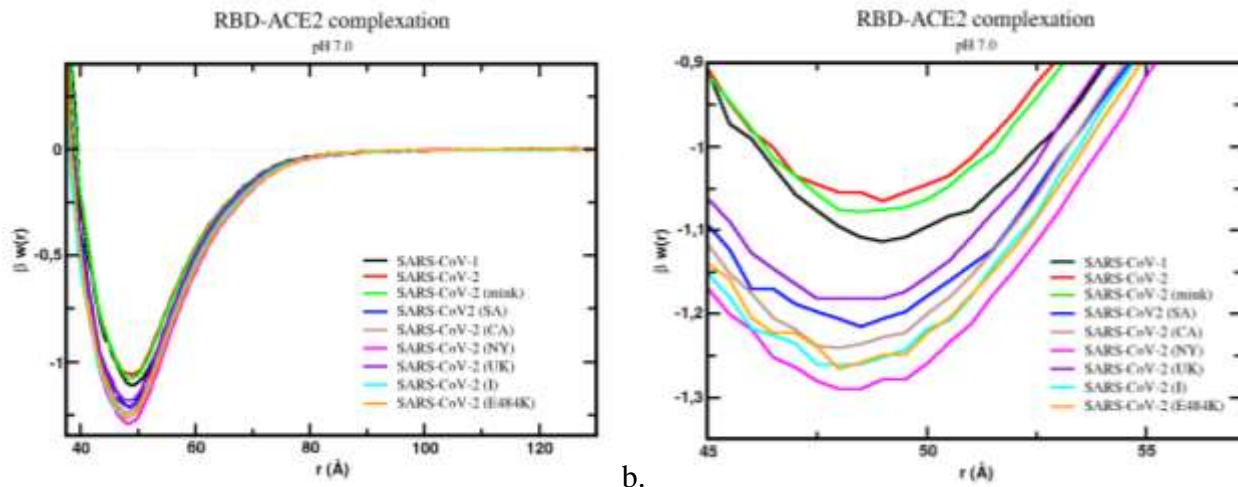 RBD-ACE2 complexation
pH 7.0
β w(r)
0
-0,5
-1
SARS-CoV-1
SARS-CoV-2
SARS-CoV-2 (mink)
SARS-CoV2 (SA)
SARS-CoV-2 (CA)
SARS-CoV-2 (NY)
SARS-CoV-2 (UK)
SARS-CoV-2 (I)
SARS-CoV-2 (E484K)
40 60 80 100 120
r (Å)
b.
RBD-ACE2 complexation
pH 7.0
β w(r)
-0,9
-1
-1,1
-1,2
-1,3
SARS-CoV-1
SARS-CoV-2
SARS-CoV-2 (mink)
SARS-CoV2 (SA)
SARS-CoV-2 (CA)
SARS-CoV-2 (NY)
SARS-CoV-2 (UK)
SARS-CoV-2 (I)
SARS-CoV-2 (E484K)
45 50 55
r (Å)